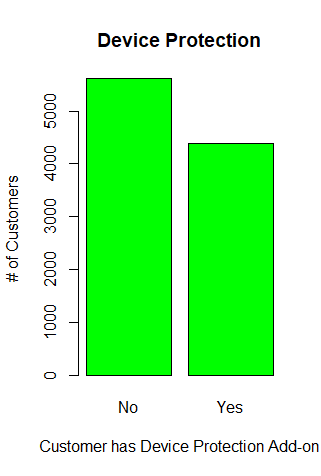 Device Protection
# of Customers
5000
4000
3000
2000
1000
0
No
Yes
Customer has Device Protection Add-on